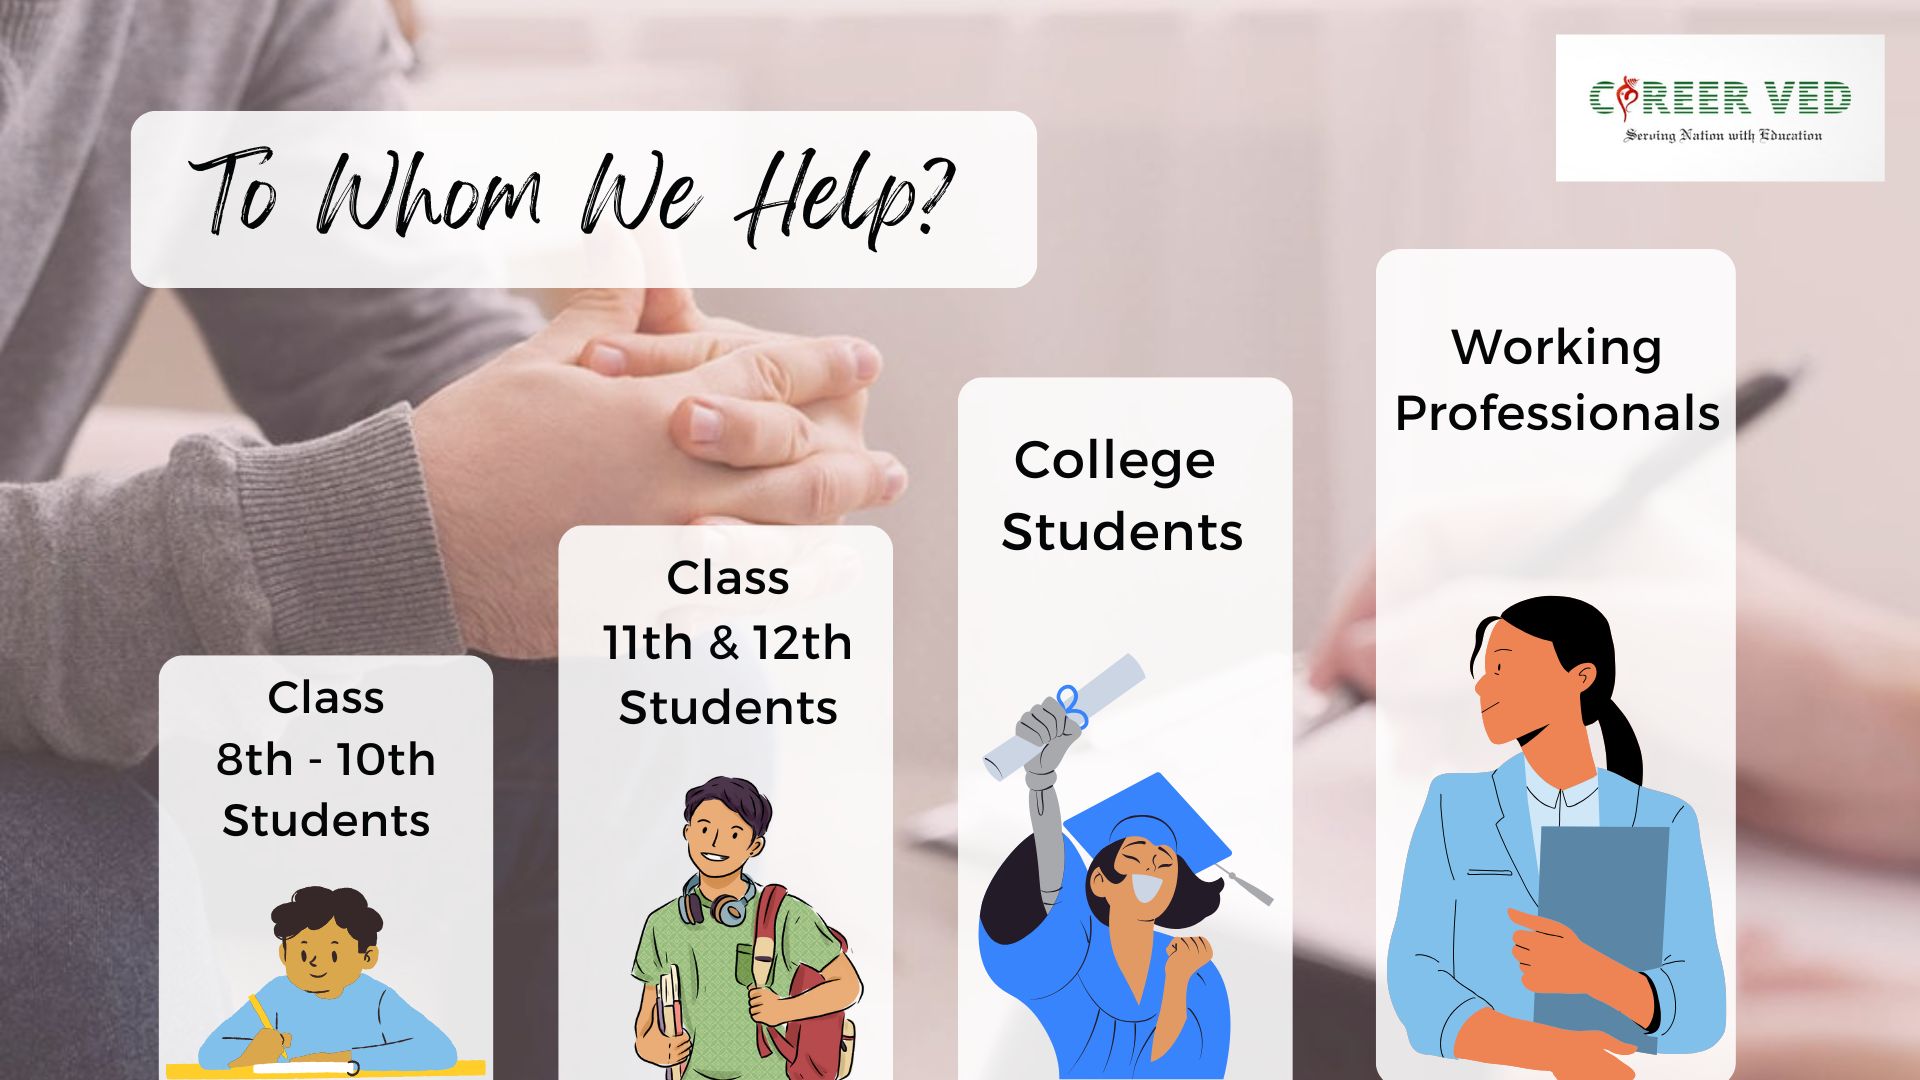 CAREER VED
Serving Nation with Education
To Whom We Help?
Class
8th - 10th
Students
Class
11th & 12th
Students
College
Students
Working
Professionals